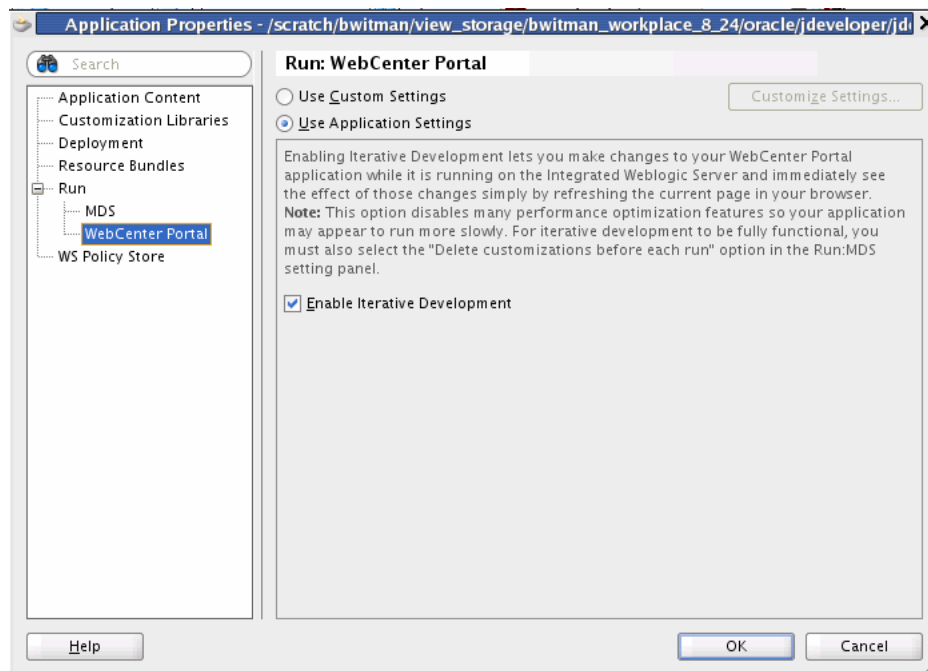 Application Properties - /scratch/bwitman/view_storage/bwitman_workplace_8_24/oracle/jdeveloper/jd
Search
Application Content
Customization Libraries
Deployment
Resource Bundles
Run
MDS
WebCenter Portal
WS Policy Store
Run: WebCenter Portal
Use Custom Settings
Customize Settings...
Use Application Settings
Enabling Iterative Development lets you make changes to your WebCenter Portal
application while it is running on the Integrated Weblogic Server and immediately see
the effect of those changes simply by refreshing the current page in your browser.
Note: This option disables many performance optimization features so your application
may appear to run more slowly. For iterative development to be fully functional, you
must also select the "Delete customizations before each run" option in the Run:MDS
setting panel.
Enable Iterative Development
Help
OK
Cancel